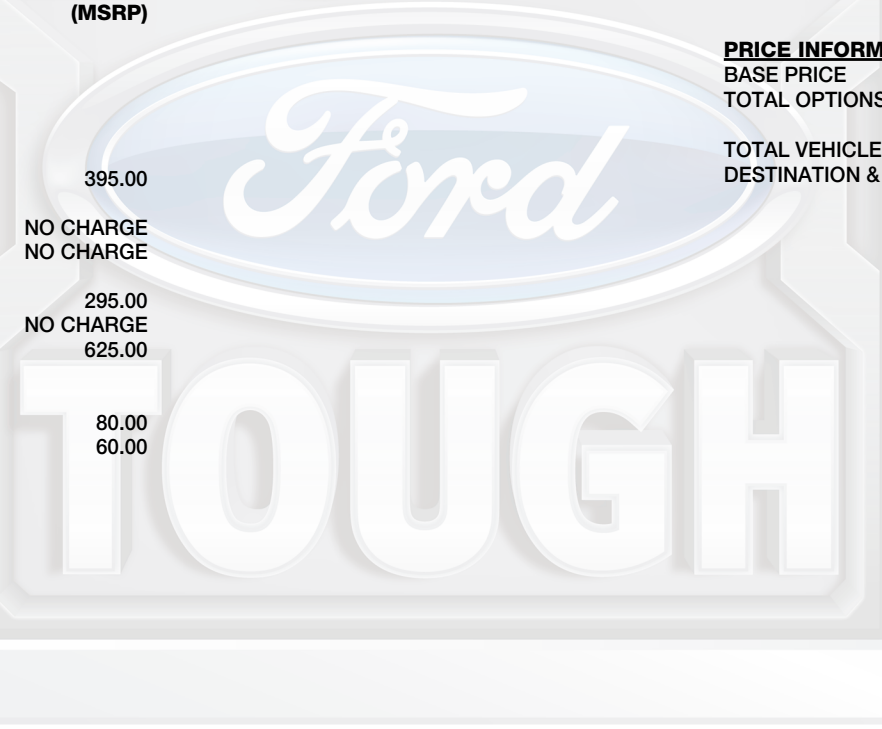 (MSRP)
395.00
NO CHARGE
NO CHARGE
295.00
NO CHARGE
625.00
80.00
60.00
PRICE INFORM
BASE PRICE
TOTAL OPTIONS
TOTAL VEHICLE
DESTINATION &
Ford
TOUGH